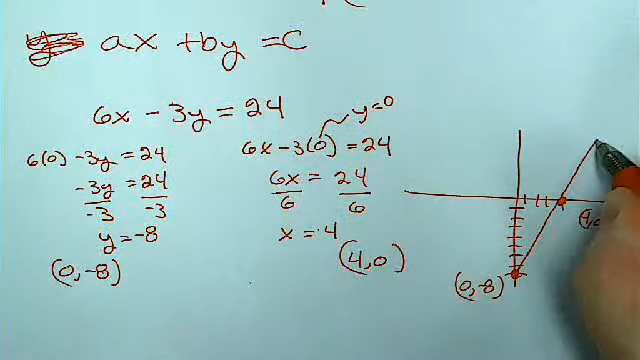 ax + by = C
6x - 3y = 24
y=0
6(0) - 3y = 24
-3y = 24
-3 -3
y = -8
(0,-8)
6x - 3(0) = 24
6x = 24
6 6
x = 4
(4,0)
(0,-8)